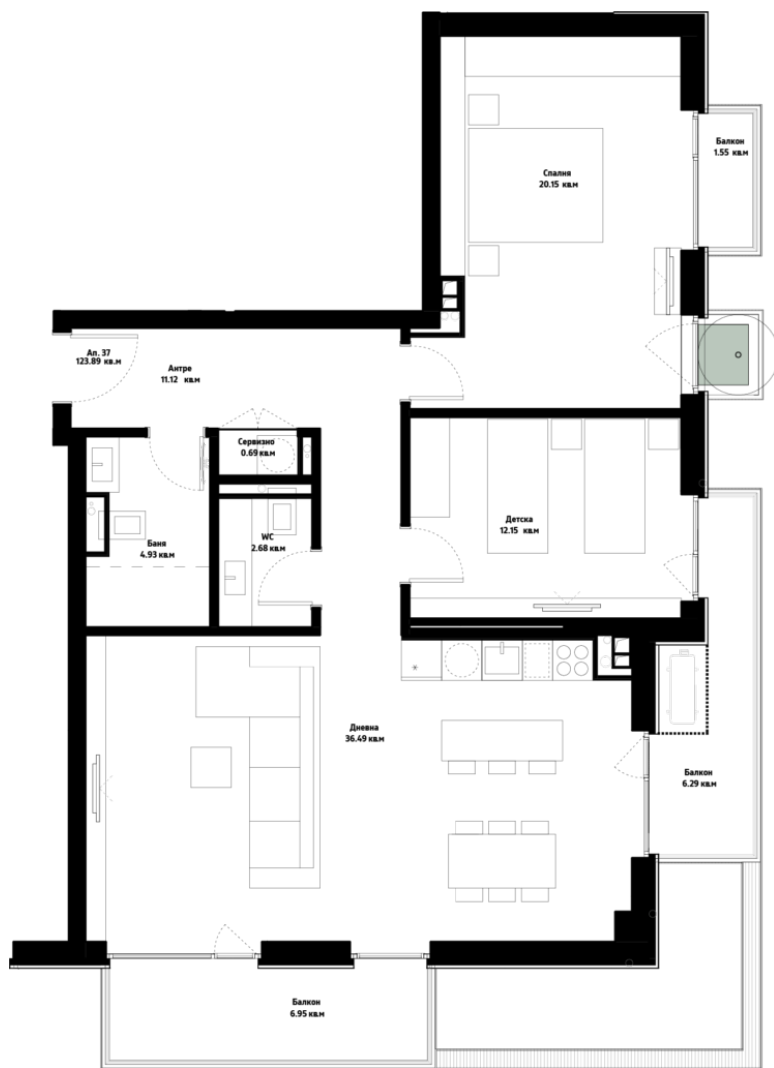 Балкон
1.55 кв.м
Спалня
20.15 кв.м
Ап. 37
123.89 кв.м
Антре
11.12 кв.м
Сервизно
0.69 кв.м
Детска
12.15 кв.м
WC
2.68 кв.м
Баня
4.93 кв.м
Дневна
36.49 кв.м
Балкон
6.29 кв.м
Балкон
6.95 кв.м